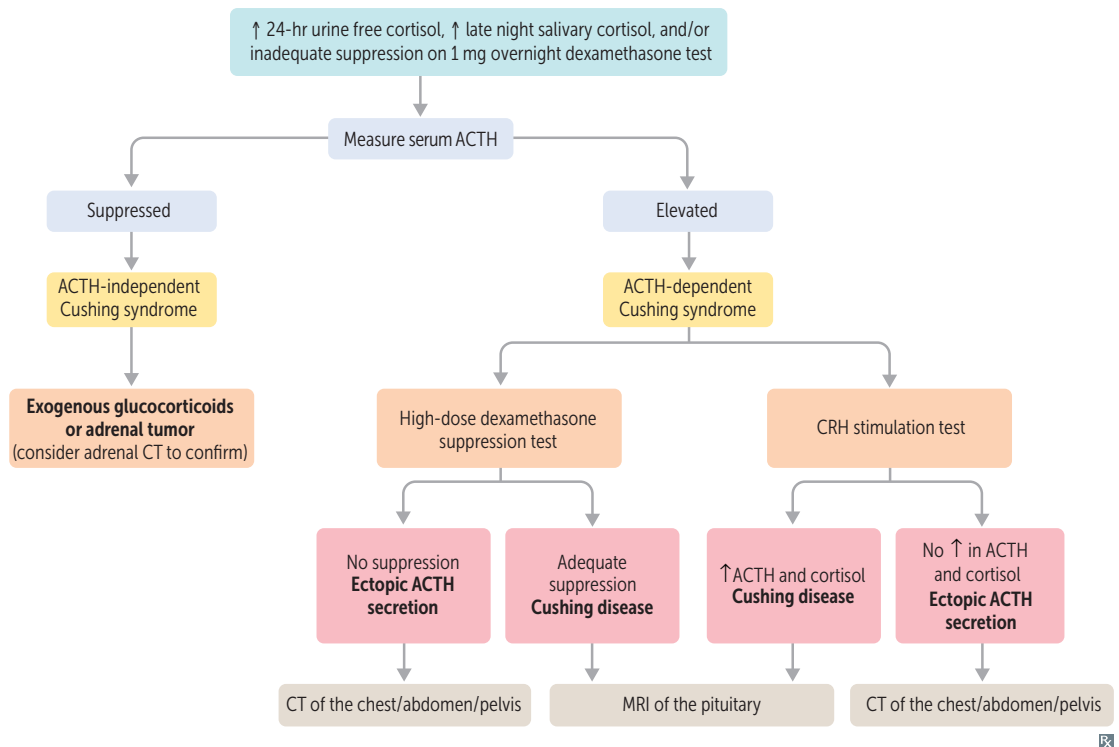 ↑ 24-hr urine free cortisol, ↑ late night salivary cortisol, and/or
inadequate suppression on 1 mg overnight dexamethasone test
Measure serum ACTH
Suppressed
Elevated
ACTH-independent
Cushing syndrome
ACTH-dependent
Cushing syndrome
Exogenous glucocorticoids
or adrenal tumor
(consider adrenal CT to confirm)
High-dose dexamethasone
suppression test
CRH stimulation test
No suppression
Ectopic ACTH
secretion
Adequate
suppression
Cushing disease
↑ACTH and cortisol
Cushing disease
No ↑ in ACTH
and cortisol
Ectopic ACTH
secretion
CT of the chest/abdomen/pelvis
MRI of the pituitary
CT of the chest/abdomen/pelvis
Rx